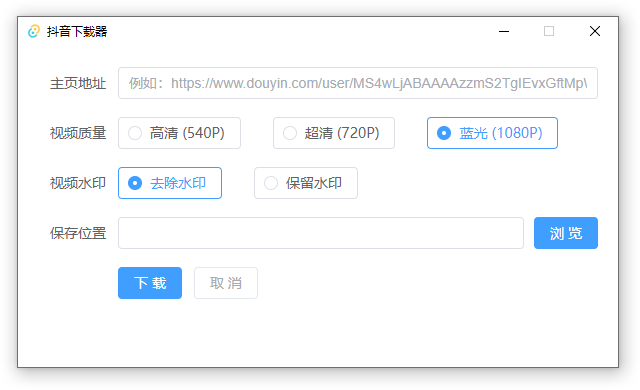 抖音下载器
主页地址 例如：https://www.douyin.com/user/MS4wLjABAAAAzzmS2TgIEvxGftMp\
视频质量 高清 (540P) 超清 (720P) 蓝光 (1080P)
视频水印 去除水印 保留水印
保存位置 浏 览
下 载 取 消